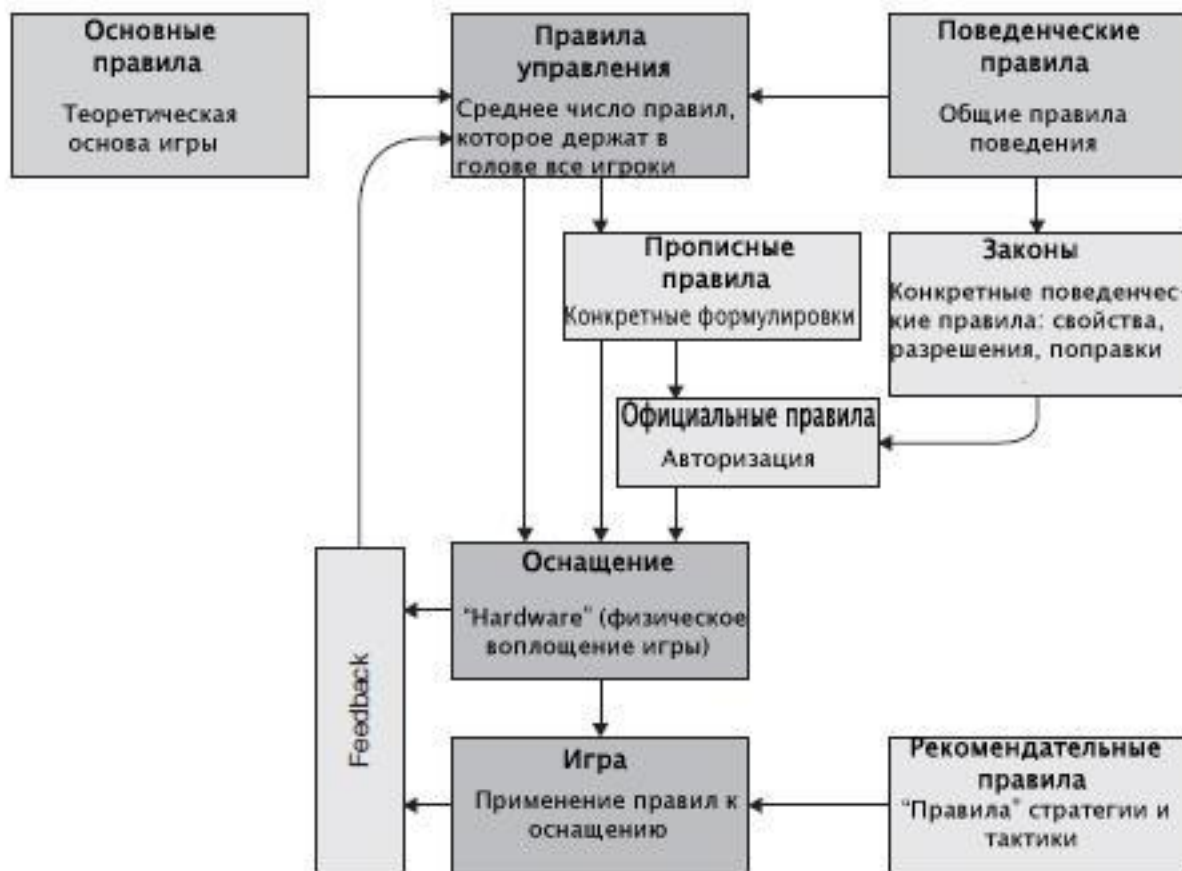 Основные
правила
Теоретическая
основа игры
Правила
управления
Среднее число правил,
которое держат в
голове все игроки
Поведенческие
правила
Общие правила
поведения
Прописные
правила
Конкретные формулировки
Законы
Конкретные поведенчес-
кие правила: свойства,
разрешения, поправки
Официальные правила
Авторизация
Оснащение
"Hardware" (физическое
воплощение игры)
Feedback
Игра
Применение правил к
оснащению
Рекомендательные
правила
"Правила" стратегии и
тактики